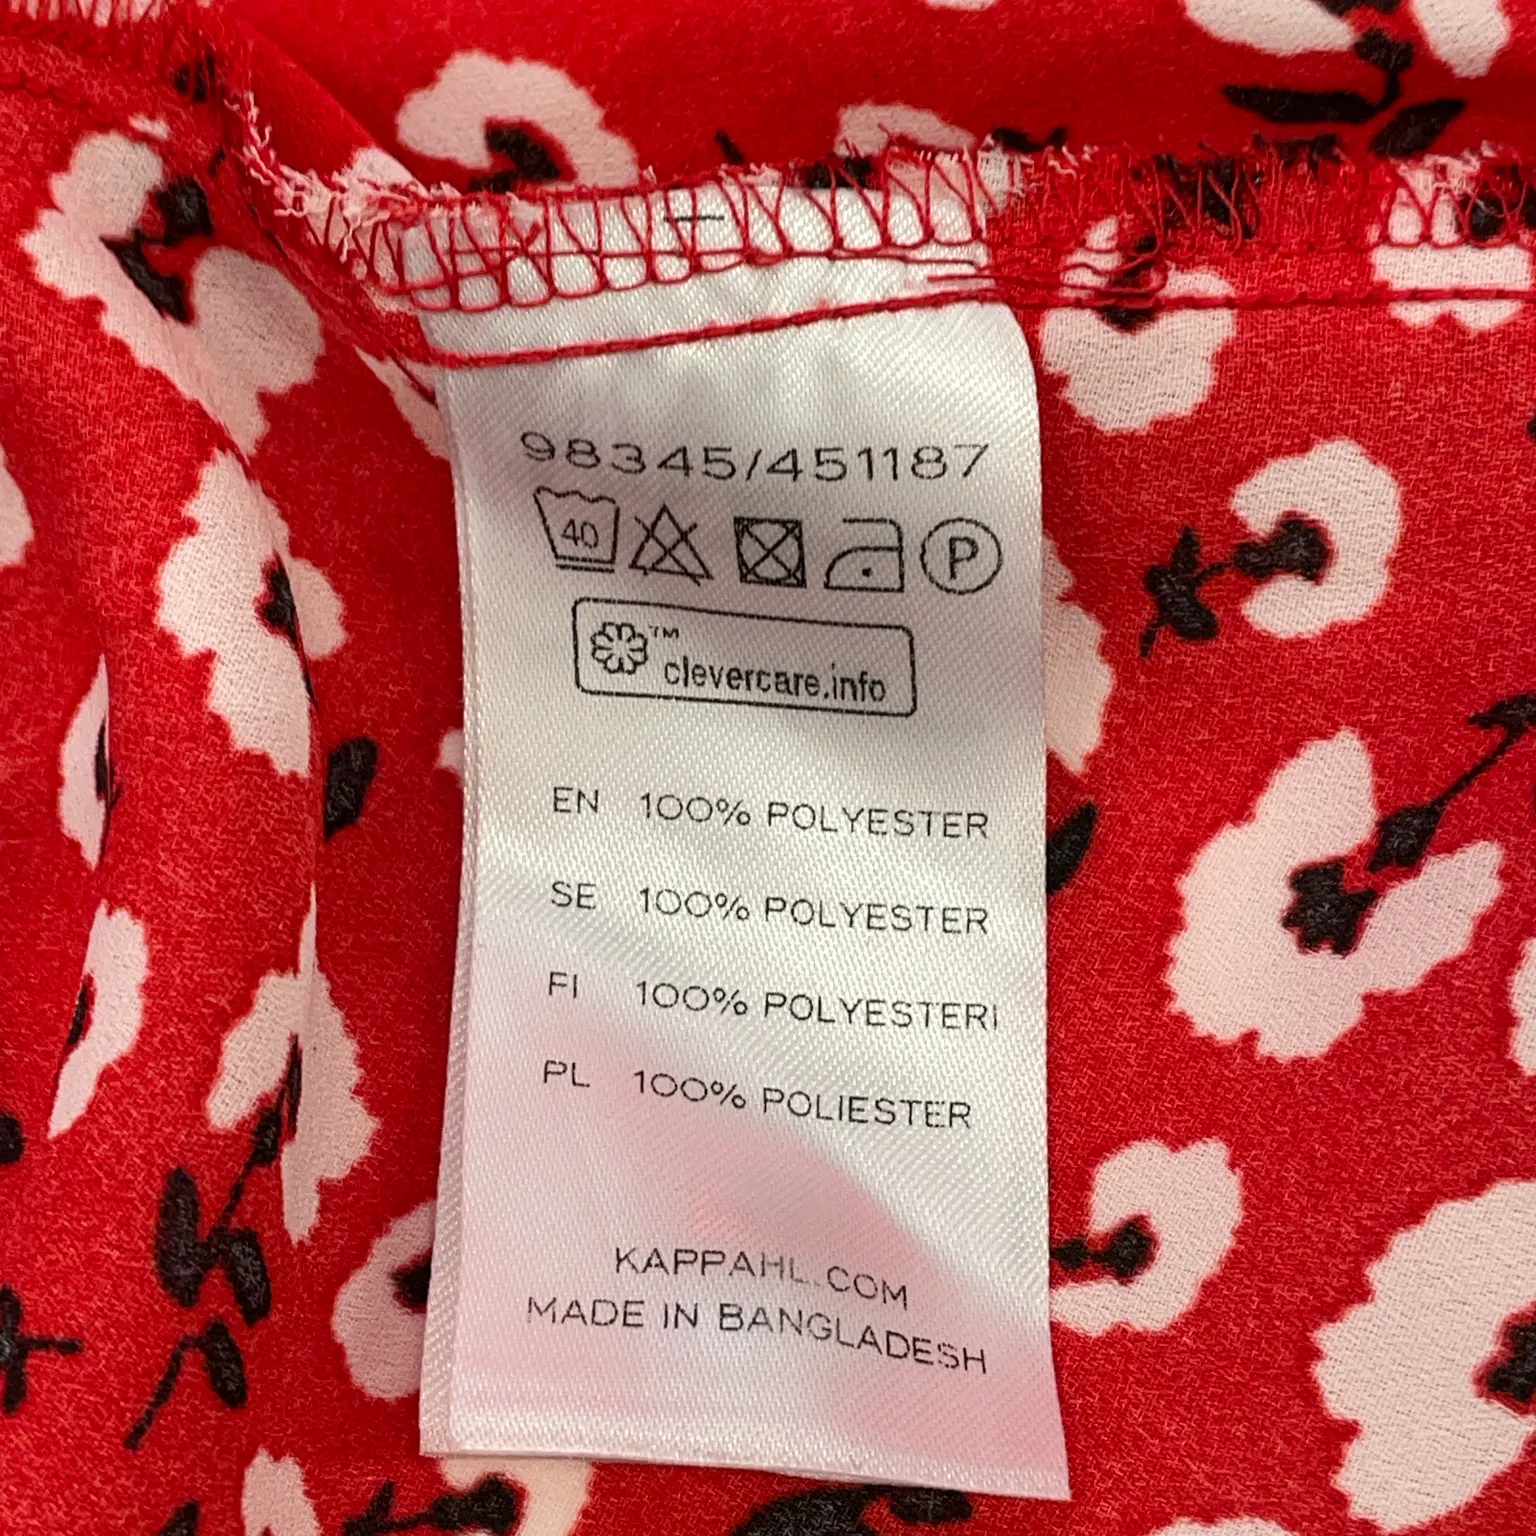 98345/451187
40 P
™
clevercare.info
EN 100% POLYESTER
SE 100% POLYESTER
FI 100% POLYESTERI
PL 100% POLIESTER
KAPPAHL.COM
MADE IN BANGLADESH